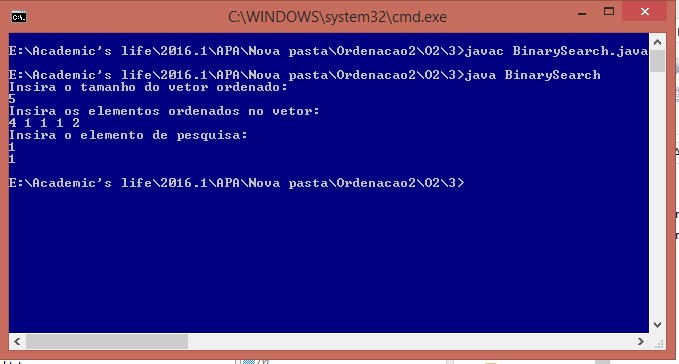 C:\WINDOWS\system32\cmd.exe
E:\Academic's life\2016.1\APA\Nova pasta\Ordenacao2\O2\3>javac BinarySearch.java
E:\Academic's life\2016.1\APA\Nova pasta\Ordenacao2\O2\3>java BinarySearch
Insira o tamanho do vetor ordenado:
5
Insira os elementos ordenados no vetor:
4 1 1 1 2
Insira o elemento de pesquisa:
1
1
E:\Academic's life\2016.1\APA\Nova pasta\Ordenacao2\O2\3>